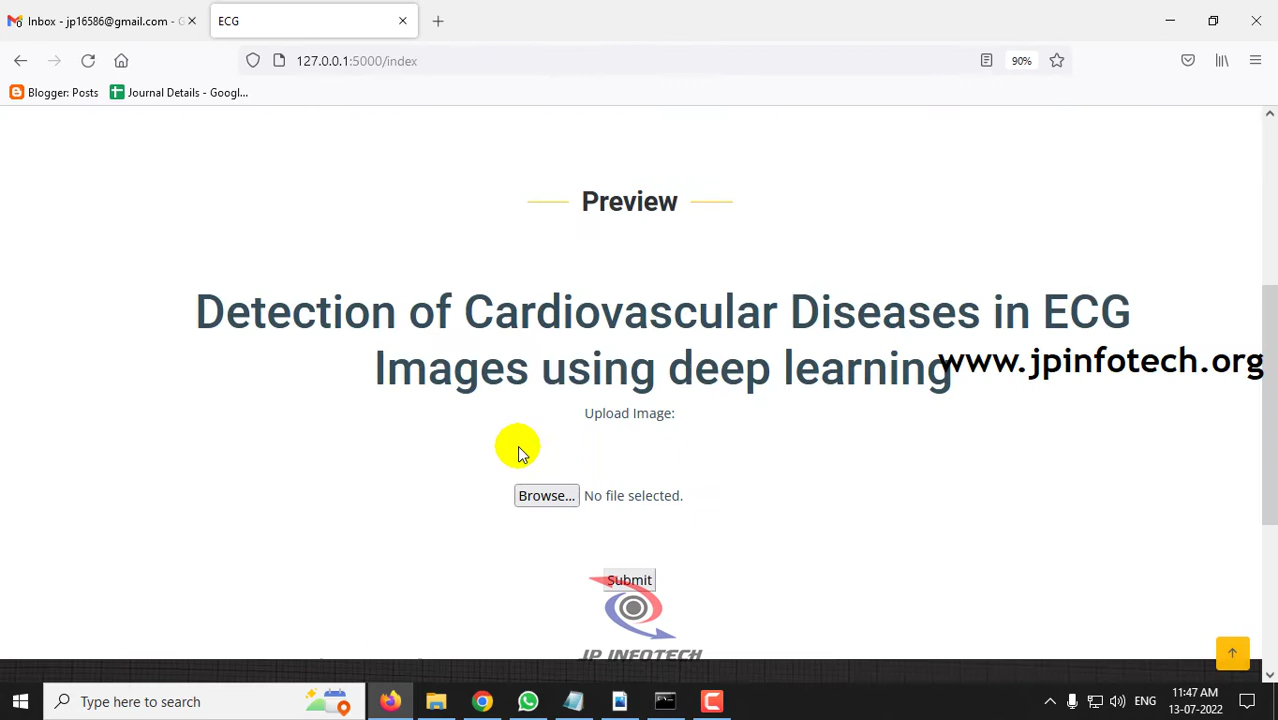 Inbox - jp16586@gmail.com - G
ECG
127.0.0.1:5000/index
90%
Blogger: Posts
Journal Details - Googl...
Preview
Detection of Cardiovascular Diseases in ECG
Images using deep learning
www.jpinfotech.org
Upload Image:
Browse... No file selected.
Submit
JP INFOTECH
Type here to search
ENG
11:47 AM
13-07-2022